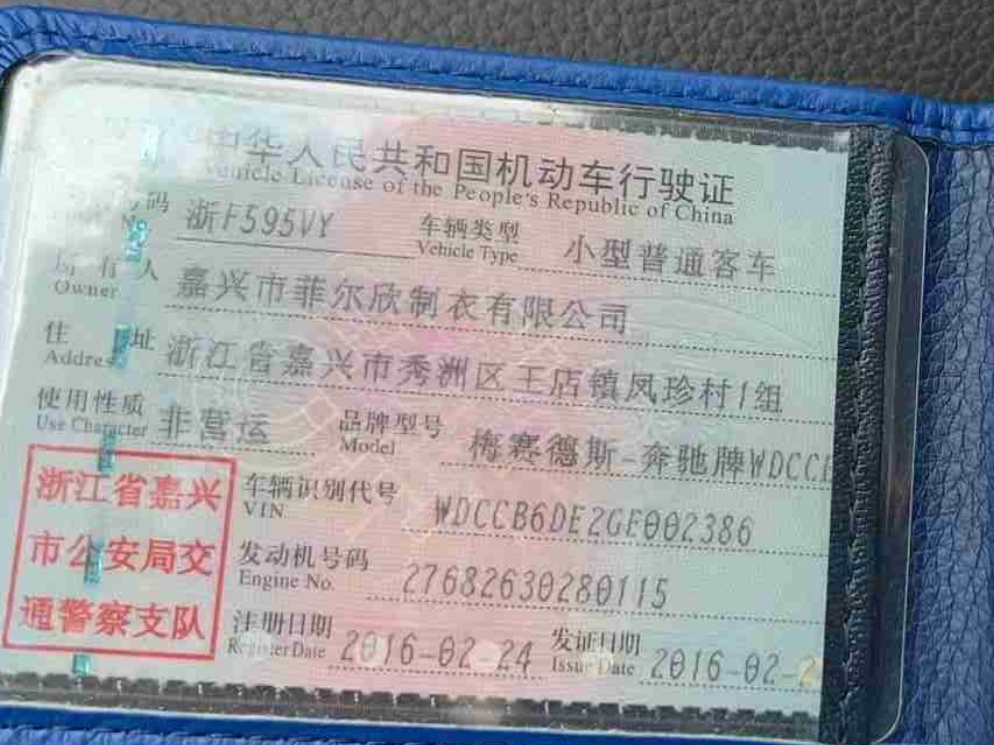 中华人民共和国机动车行驶证
Vehicle License of the People's Republic of China
号码 浙F595VY 车辆类型 小型普通客车
No. Vehicle Type
所有人 嘉兴市菲尔欣制衣有限公司
Owner
住址 浙江省嘉兴市秀洲区王店镇凤珍村1组
Address
使用性质 非营运 品牌型号 梅赛德斯-奔驰牌WDCC
Use Character Model
浙江省嘉兴
市公安局交
通警察支队
车辆识别代号 WDCCB6DE2GF002386
VIN
发动机号码 27682630280115
Engine No.
注册日期 2016-02-24 发证日期 2016-02-2
Register Date Issue Date